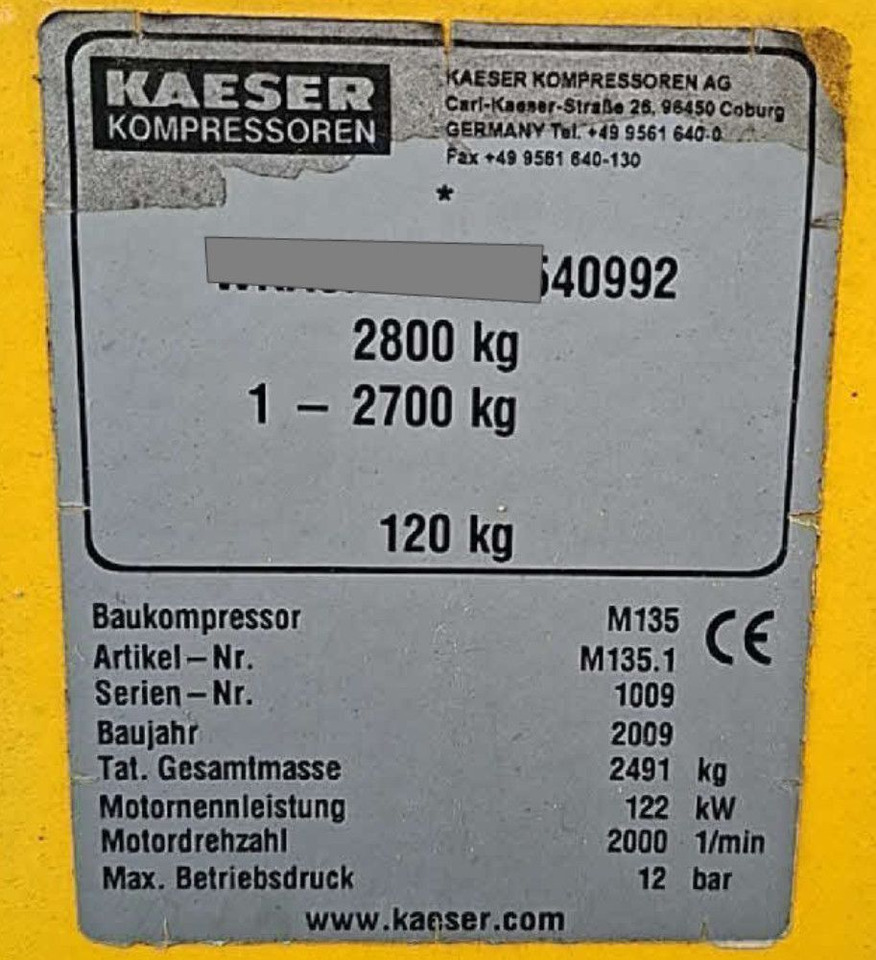 KAESER
KOMPRESSOREN
KAESER KOMPRESSOREN AG
Carl-Kaeser-Straße 26, 96450 Coburg
GERMANY Tel. +49 9561 640-0
Fax +49 9561 640-130
*
540992
2800 kg
1 – 2700 kg
120 kg
Baukompressor M135 CE
Artikel–Nr. M135.1
Serien–Nr. 1009
Baujahr 2009
Tat. Gesamtmasse 2491 kg
Motornennleistung 122 kW
Motordrehzahl 2000 1/min
Max. Betriebsdruck 12 bar
www.kaeser.com